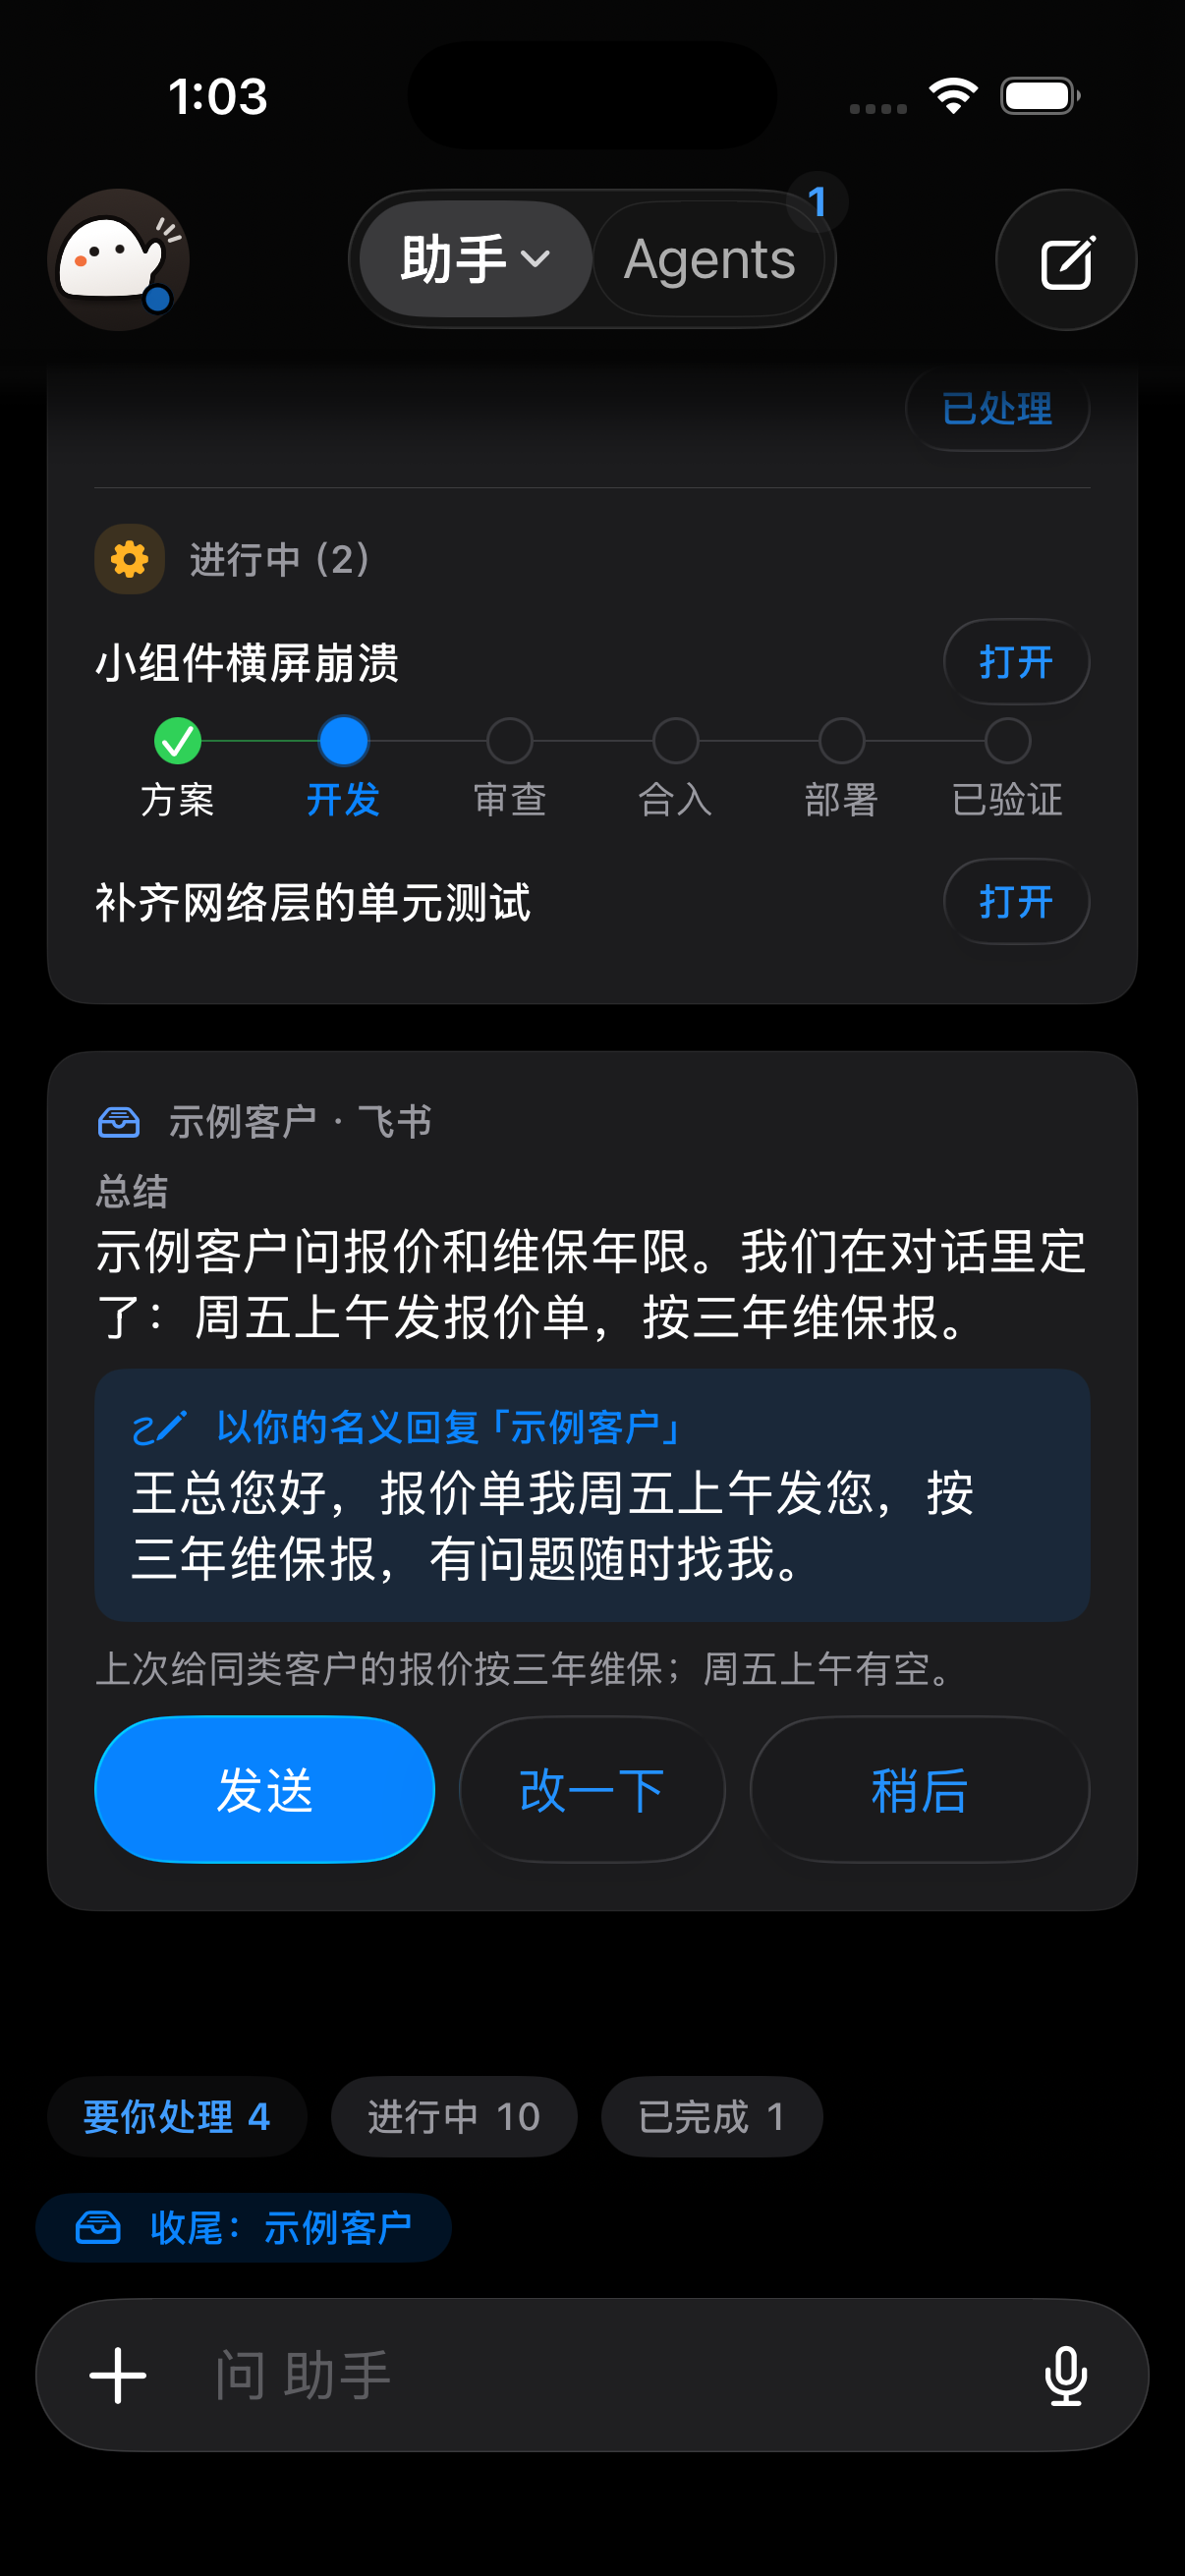 1:03
助手
Agents
1
已处理
进行中 (2)
小组件横屏崩溃
打开
方案
开发
审查
合入
部署
已验证
补齐网络层的单元测试
打开
示例客户 · 飞书
总结
示例客户问报价和维保年限。我们在对话里定
了：周五上午发报价单，按三年维保报。
以你的名义回复「示例客户」
王总您好，报价单我周五上午发您，按
三年维保报，有问题随时找我。
上次给同类客户的报价按三年维保；周五上午有空。
发送
改一下
稍后
要你处理 4
进行中 10
已完成 1
收尾：示例客户
问 助手